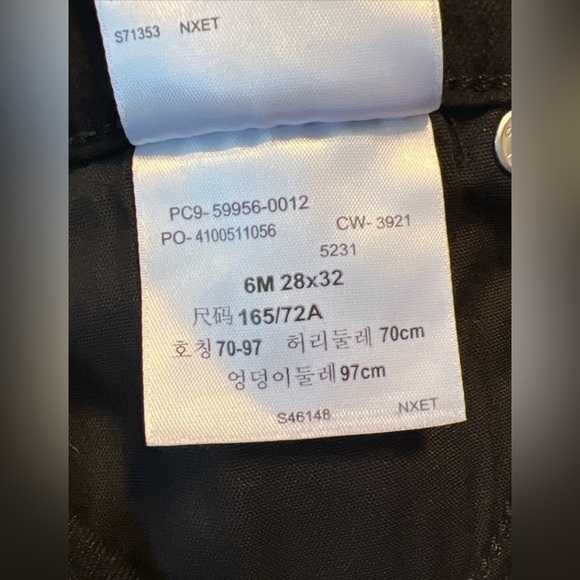 S71353 NXET
PC9-59956-0012
PO-4100511056 CW-3921
5231
6M 28x32
尺码 165/72A
호칭 70-97 허리둘레 70cm
엉덩이둘레 97cm
S46148 NXET